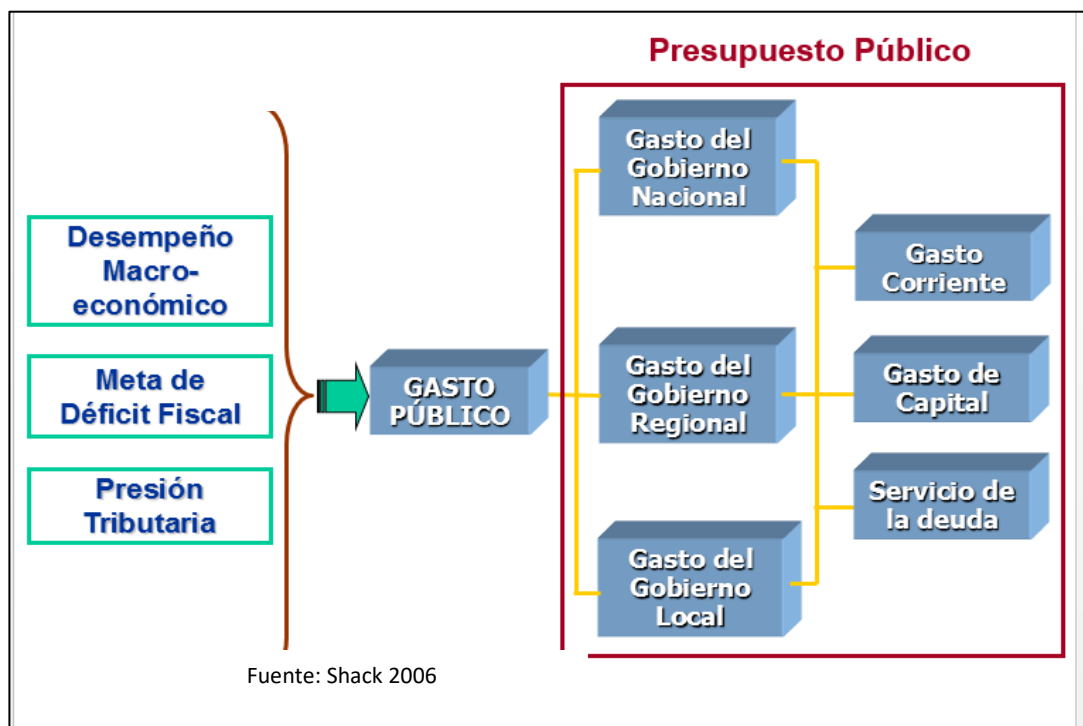 Presupuesto Público
Desempeño
Macro-
económico
Meta de
Déficit Fiscal
Presión
Tributaria
GASTO
PÚBLICO
Gasto del
Gobierno
Nacional
Gasto del
Gobierno
Regional
Gasto del
Gobierno
Local
Gasto
Corriente
Gasto de
Capital
Servicio de
la deuda
Fuente: Shack 2006